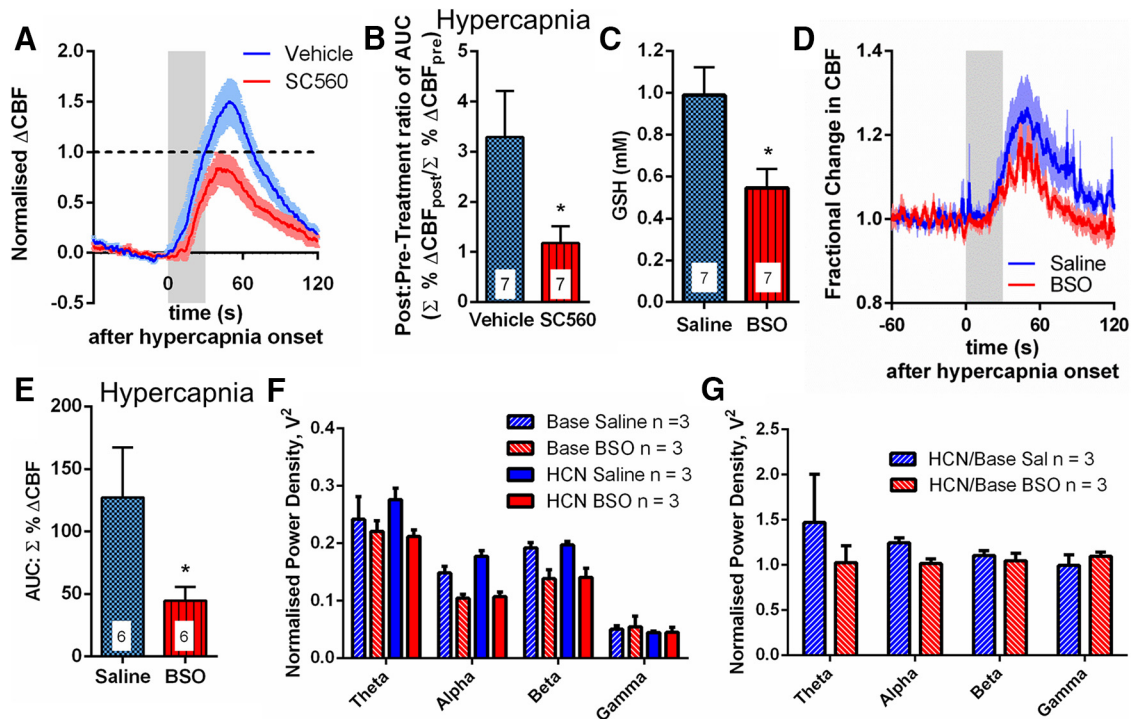 A
Normalised ΔCBF
2.0
1.5
1.0
0.5
0.0
-0.5
Vehicle
SC560
0
60
120
time (s)
after hypercapnia onset
Hypercapnia
B
Post:Pre-Treatment ratio of AUC
(Σ % ΔCBFpost/Σ % ΔCBFpre)
5
4
3
2
1
0
*
7
7
Vehicle SC560
C
GSH (mM)
1.2
1.0
0.8
0.6
0.4
0.2
0.0
*
7
7
Saline BSO
D
Fractional Change in CBF
1.4
1.2
1.0
0.8
Saline
BSO
-60
0
60
120
time (s)
after hypercapnia onset
E
Hypercapnia
AUC: Σ % ΔCBF
200
150
100
50
0
*
6
6
Saline BSO
F
Normalised Power Density, V²
0.4
0.3
0.2
0.1
0.0
Base Saline n =3
Base BSO n = 3
HCN Saline n = 3
HCN BSO n = 3
Theta
Alpha
Beta
Gamma
G
Normalised Power Density, V²
2.5
2.0
1.5
1.0
0.5
0.0
HCN/Base Sal n = 3
HCN/Base BSO n = 3
Theta
Alpha
Beta
Gamma